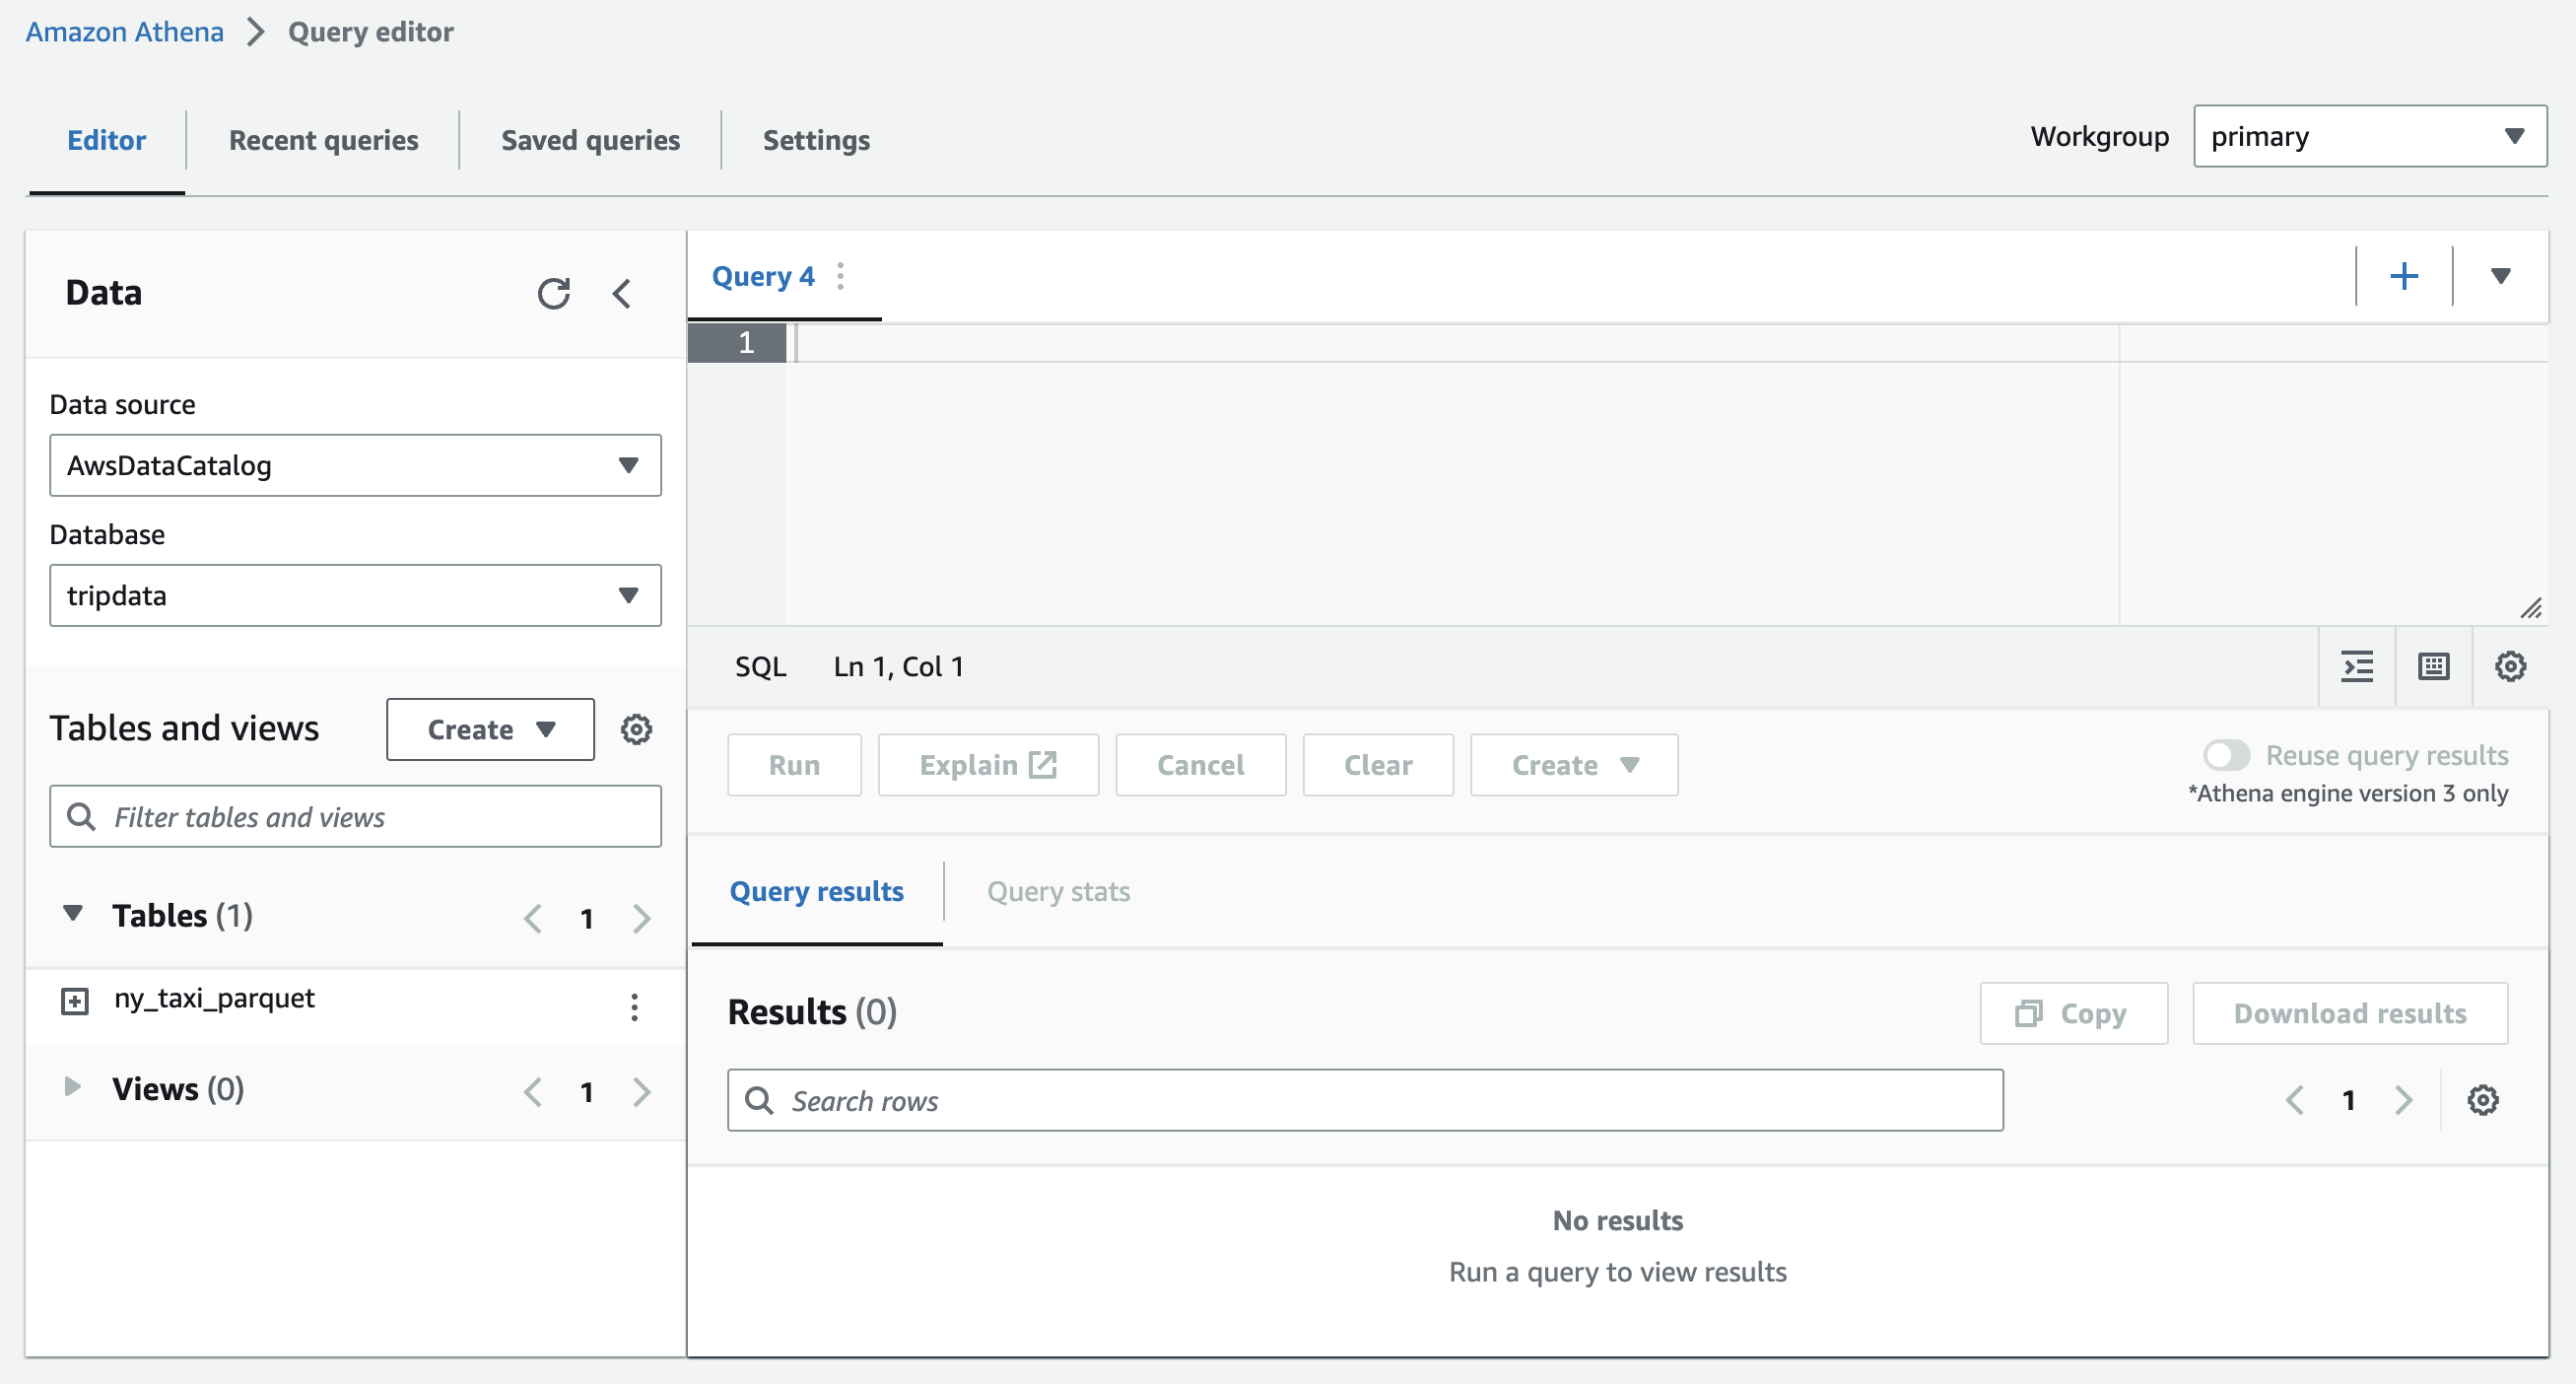 Amazon Athena > Query editor
Editor Recent queries Saved queries Settings
Workgroup primary
Data
Data source
AwsDataCatalog
Database
tripdata
Tables and views Create
Filter tables and views
Tables (1) 1
ny_taxi_parquet
Views (0) 1
Query 4
1
SQL Ln 1, Col 1
Run Explain Cancel Clear Create
Reuse query results
*Athena engine version 3 only
Query results Query stats
Results (0)
Copy Download results
Search rows 1
No results
Run a query to view results